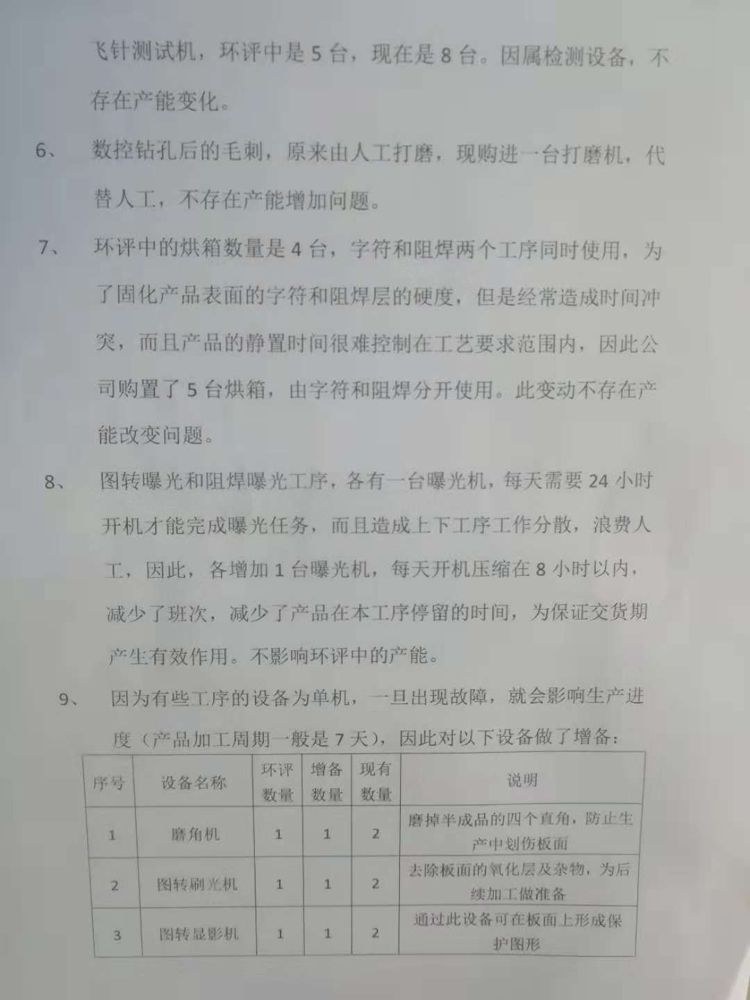 飞针测试机，环评中是 5 台，现在是 8 台。因属检测设备，不
存在产能变化。
6、 数控钻孔后的毛刺，原来由人工打磨，现购进一台打磨机，代
替人工，不存在产能增加问题。
7、 环评中的烘箱数量是 4 台，字符和阻焊两个工序同时使用，为
了固化产品表面的字符和阻焊层的硬度，但是经常造成时间冲
突，而且产品的静置时间很难控制在工艺要求范围内，因此公
司购置了 5 台烘箱，由字符和阻焊分开使用。此变动不存在产
能改变问题。
8、 图转曝光和阻焊曝光工序，各有一台曝光机，每天需要 24 小时
开机才能完成曝光任务，而且造成上下工序工作分散，浪费人
工，因此，各增加 1 台曝光机，每天开机压缩在 8 小时以内，
减少了班次，减少了产品在本工序停留的时间，为保证交货期
产生有效作用。不影响环评中的产能。
9、 因为有些工序的设备为单机，一旦出现故障，就会影响生产进
度（产品加工周期一般是 7 天），因此对以下设备做了增备：
序号 设备名称 环评 增备 现有 说明
数量 数量 数量
1 磨角机 1 1 2 磨掉半成品的四个直角，防止生
产中划伤板面
2 图转刷光机 1 1 2 去除板面的氧化层及杂物，为后
续加工做准备
3 图转显影机 1 1 2 通过此设备可在板面上形成保
护图形